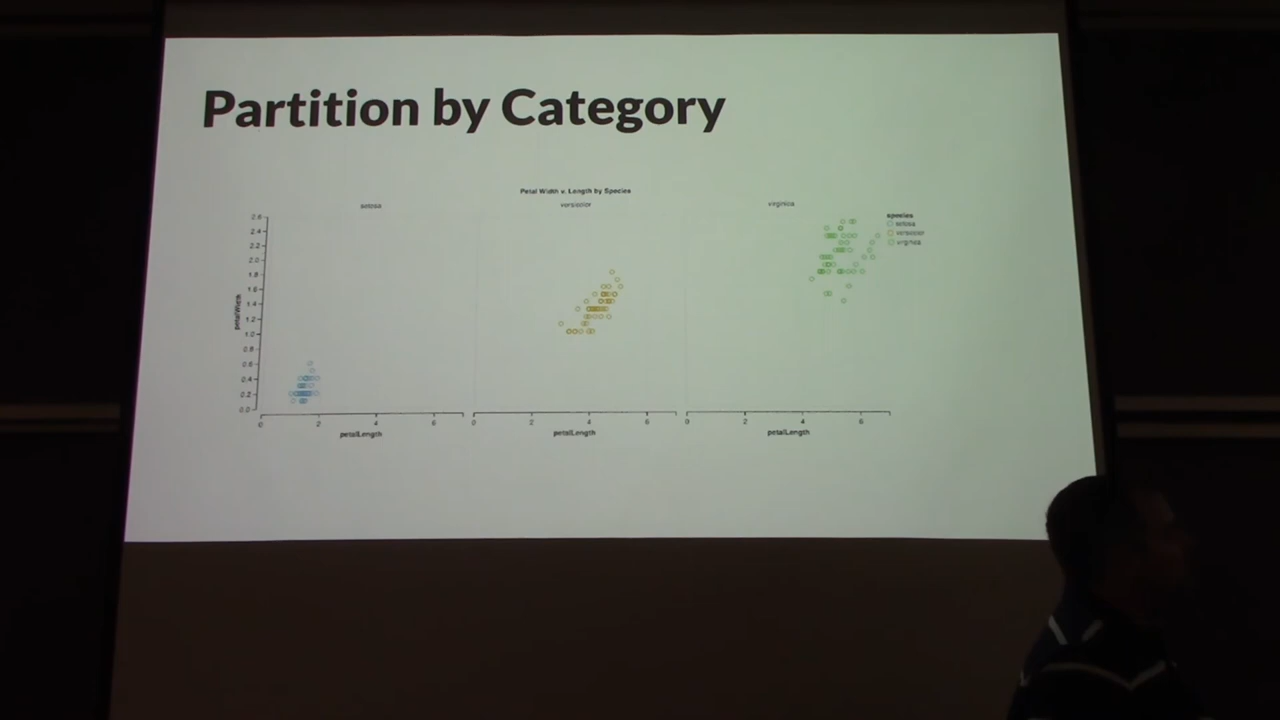 Partition by Category
Petal Width v. Length by Species
setosa
versicolor
virginica
species
setosa
versicolor
virginica
petalWidth
2.6
2.4
2.2
2.0
1.8
1.6
1.4
1.2
1.0
0.8
0.6
0.4
0.2
0.0
0 2 4 6 0 2 4 6 0 2 4 6
petalLength petalLength petalLength